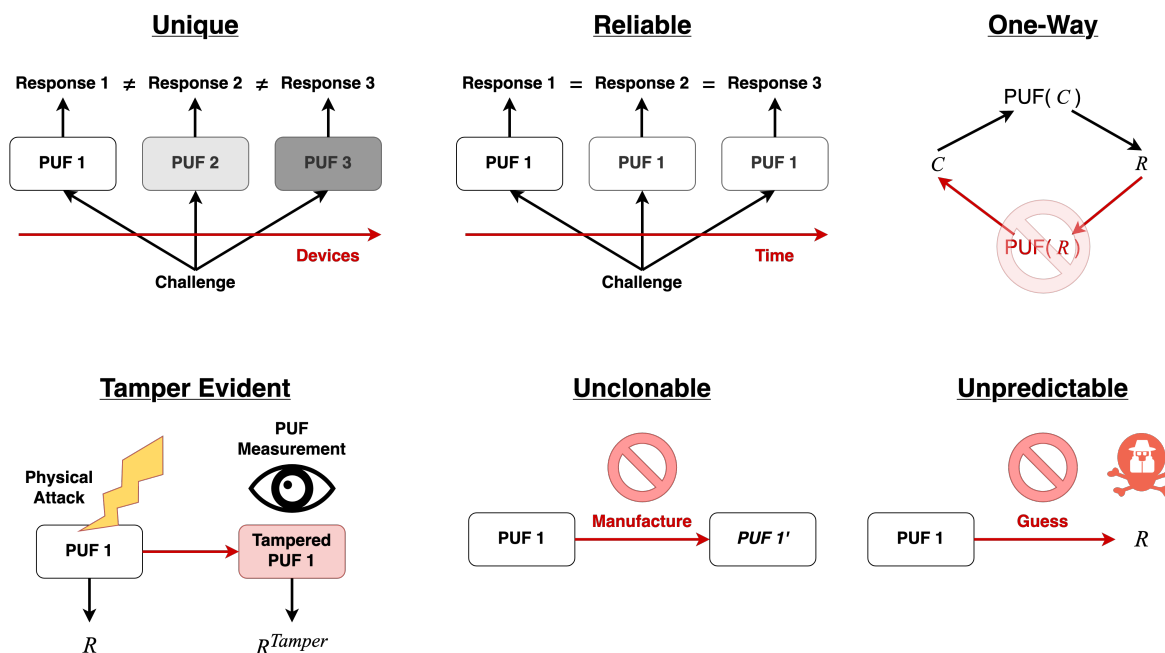 Unique
Response 1 ≠ Response 2 ≠ Response 3
PUF 1
PUF 2
PUF 3
Devices
Challenge
Reliable
Response 1 = Response 2 = Response 3
PUF 1
PUF 1
PUF 1
Time
Challenge
One-Way
PUF( C )
C
R
PUF( R )
Tamper Evident
Physical
Attack
PUF
Measurement
PUF 1
Tampered
PUF 1
R
R^Tamper
Unclonable
PUF 1
Manufacture
PUF 1'
Unpredictable
PUF 1
Guess
R